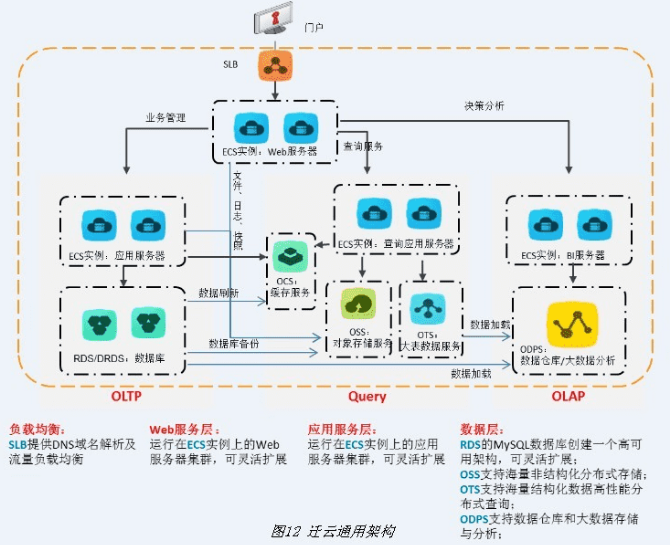 门户
SLB
业务管理
决策分析
ECS实例：Web服务器
查询服务
文件、日志、快照
ECS实例：应用服务器
ECS实例：查询应用服务器
ECS实例：BI服务器
OCS：
缓存服务
数据刷新
OSS：
对象存储服务
OTS：
大表数据服务
数据加载
ODPS：
数据仓库/大数据分析
RDS/DRDS：数据库
数据库备份
数据加载
OLTP
Query
OLAP
负载均衡：
SLB提供DNS域名解析及
流量负载均衡
Web服务层：
运行在ECS实例上的Web
服务器集群，可灵活扩展
应用服务层：
运行在ECS实例上的应用
服务器集群，可灵活扩展
数据层：
RDS的MySQL数据库创建一个高可
用架构，可灵活扩展；
OSS支持海量非结构化分布式存储；
OTS支持海量结构化数据高性能分
布式查询；
ODPS支持数据仓库和大数据存储
与分析；
图12 迁云通用架构